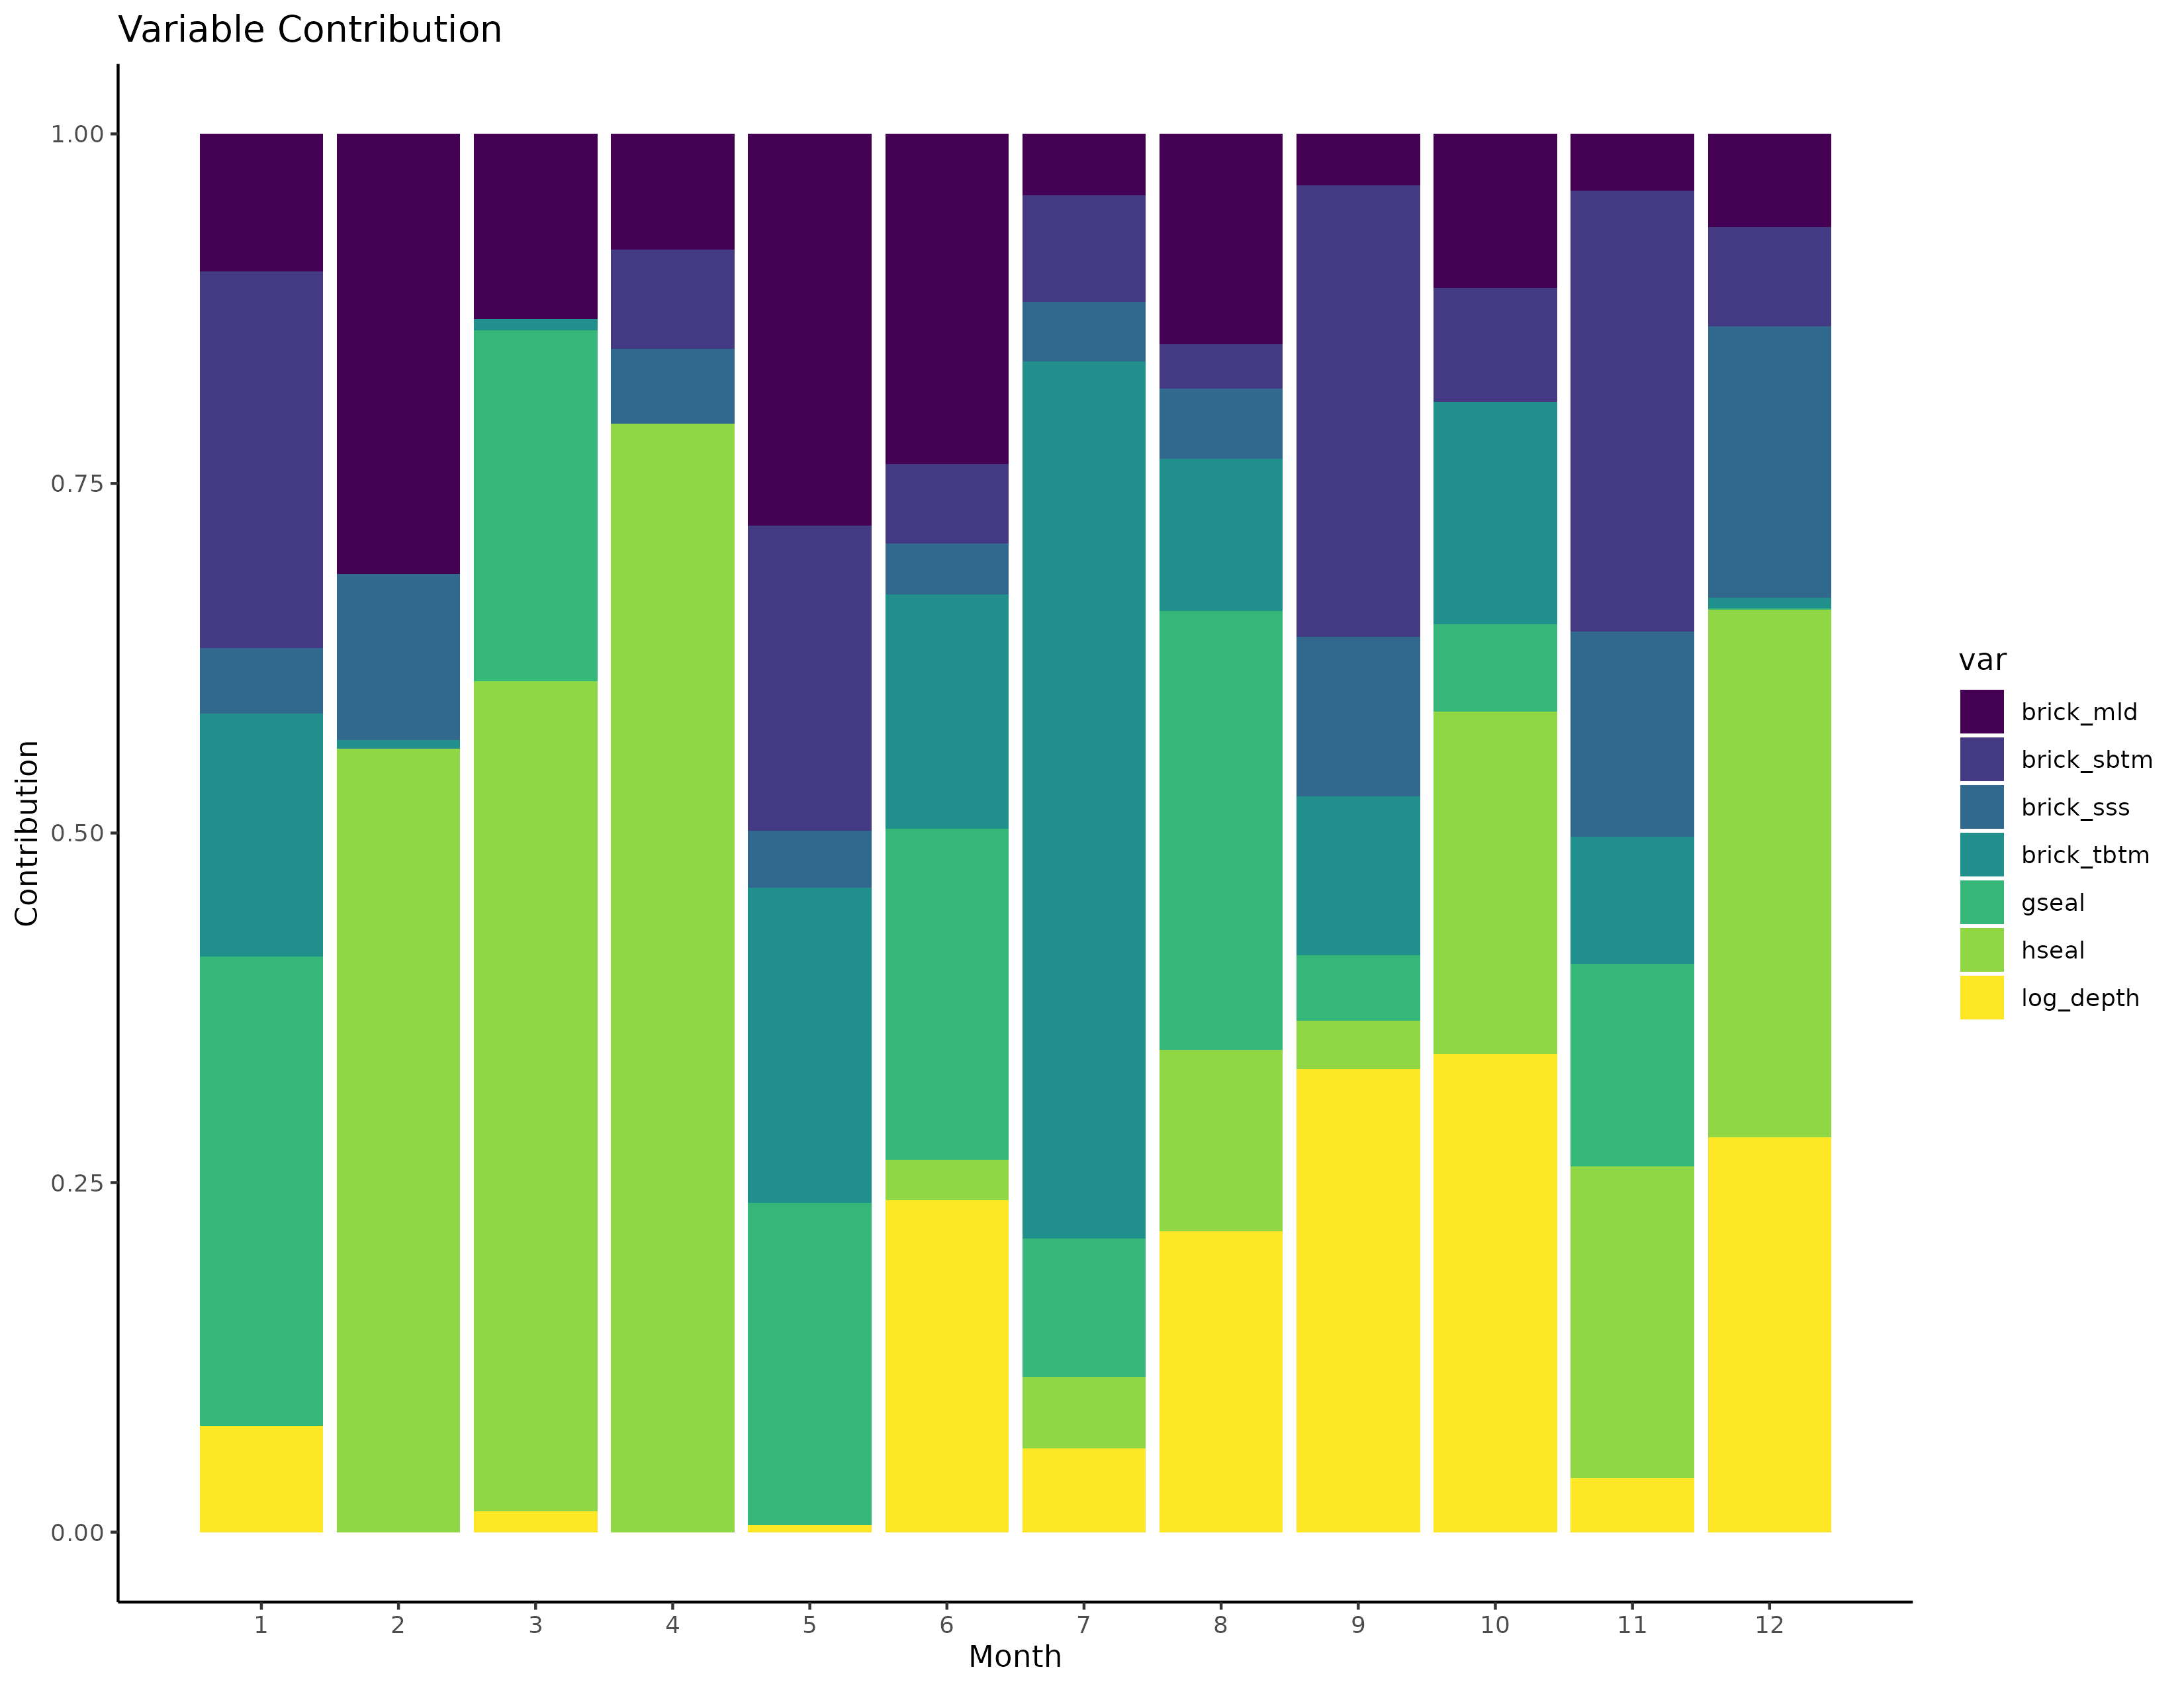 Variable Contribution
1.00
0.75
0.50
0.25
0.00
Contribution
1 2 3 4 5 6 7 8 9 10 11 12
Month
var
brick_mld
brick_sbtm
brick_sss
brick_tbtm
gseal
hseal
log_depth